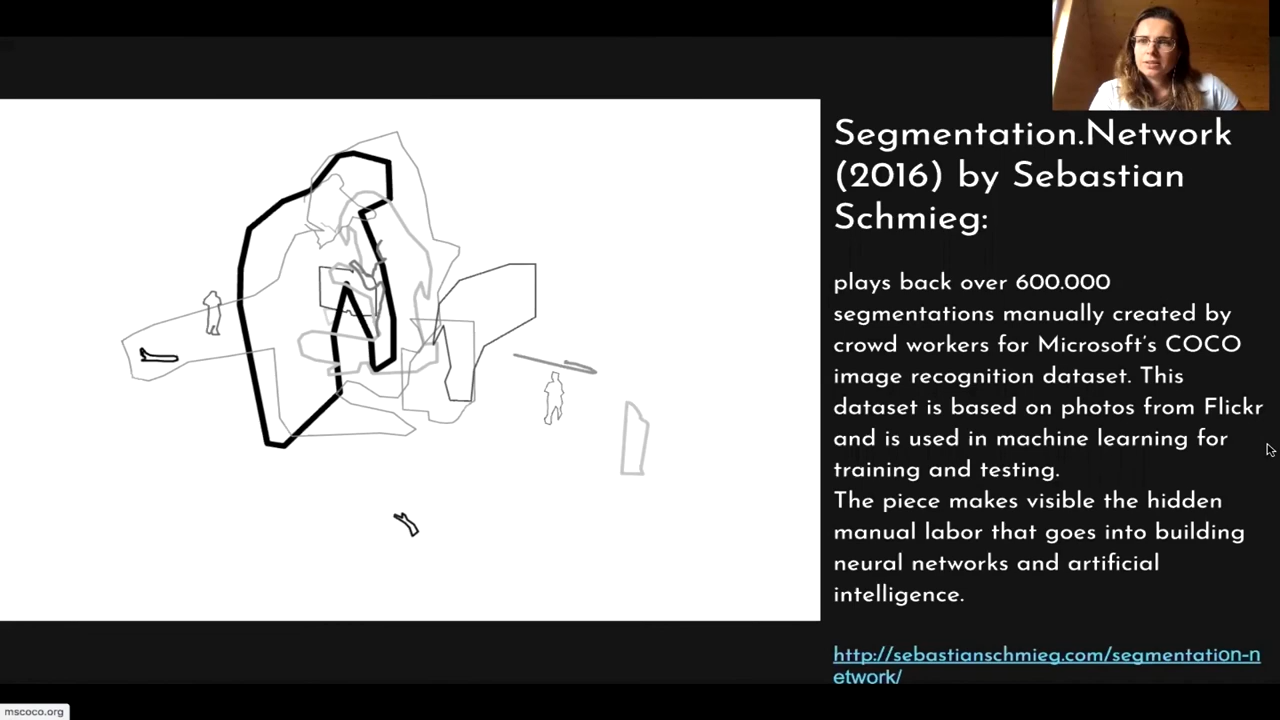 Segmentation.Network
(2016) by Sebastian
Schmieg:
plays back over 600.000
segmentations manually created by
crowd workers for Microsoft's COCO
image recognition dataset. This
dataset is based on photos from Flickr
and is used in machine learning for
training and testing.
The piece makes visible the hidden
manual labor that goes into building
neural networks and artificial
intelligence.
http://sebastianschmieg.com/segmentation-n
etwork/
mscoco.org